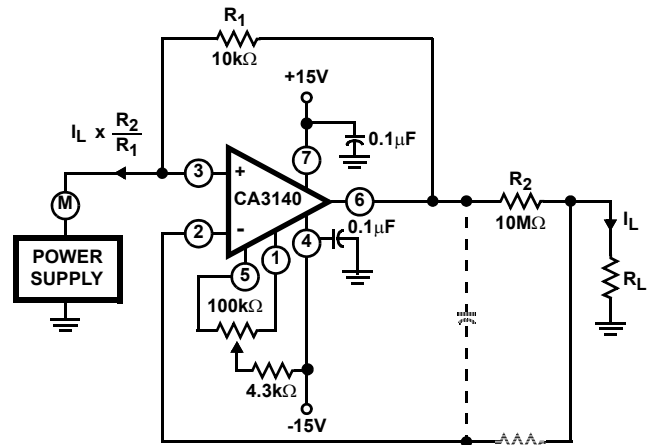 R1
10kΩ
+15V
IL x R2
R1
0.1μF
7
3
+
R2
M
CA3140
6
10MΩ
IL
2
-
0.1μF
4
POWER
SUPPLY
1
5
RL
100kΩ
4.3kΩ
-15V